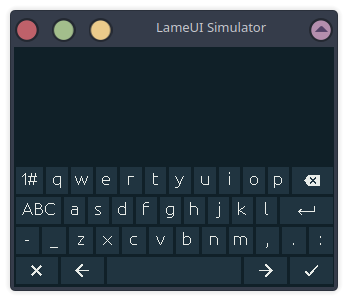 LameUI Simulator
1# q w e r t y u i o p
ABC a s d f g h j k l
- _ z x c v b n m , . :